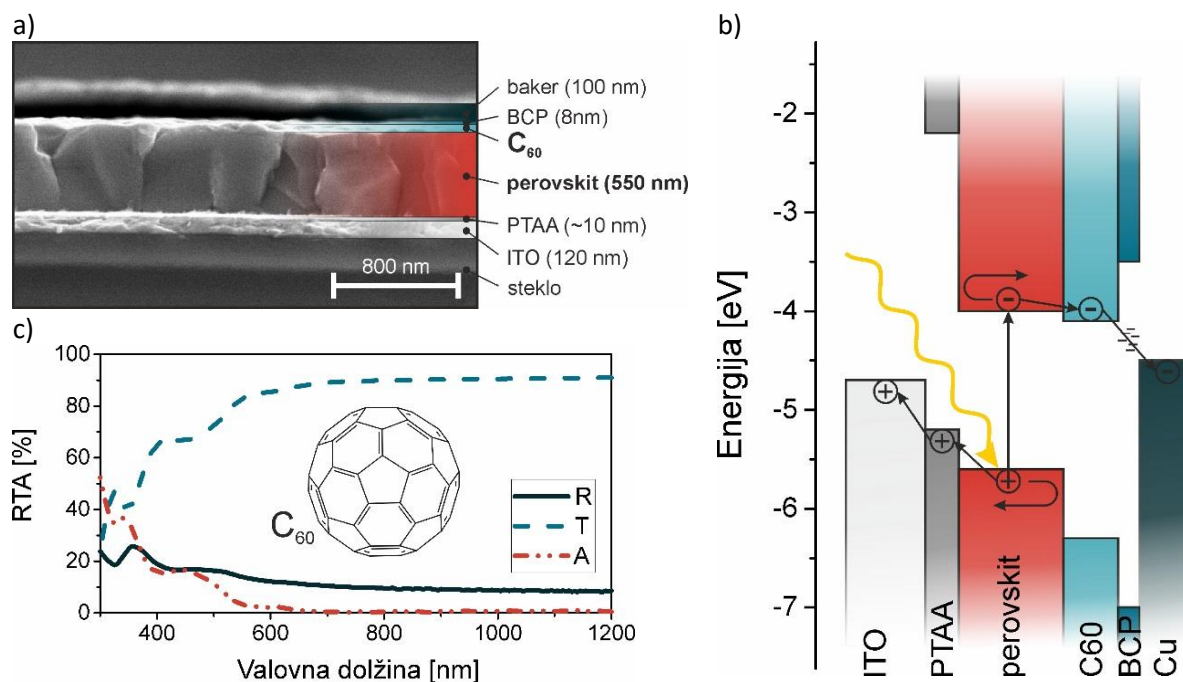 a)
baker (100 nm)
BCP (8nm)
C₆₀
perovskit (550 nm)
PTAA (~10 nm)
ITO (120 nm)
steklo
800 nm
b)
Energija [eV]
-2
-3
-4
-5
-6
-7
ITO
PTAA
perovskit
C60
BCP
Cu
c)
RTA [%]
100
80
60
40
20
0
C₆₀
R
T
A
400 600 800 1000 1200
Valovna dolžina [nm]